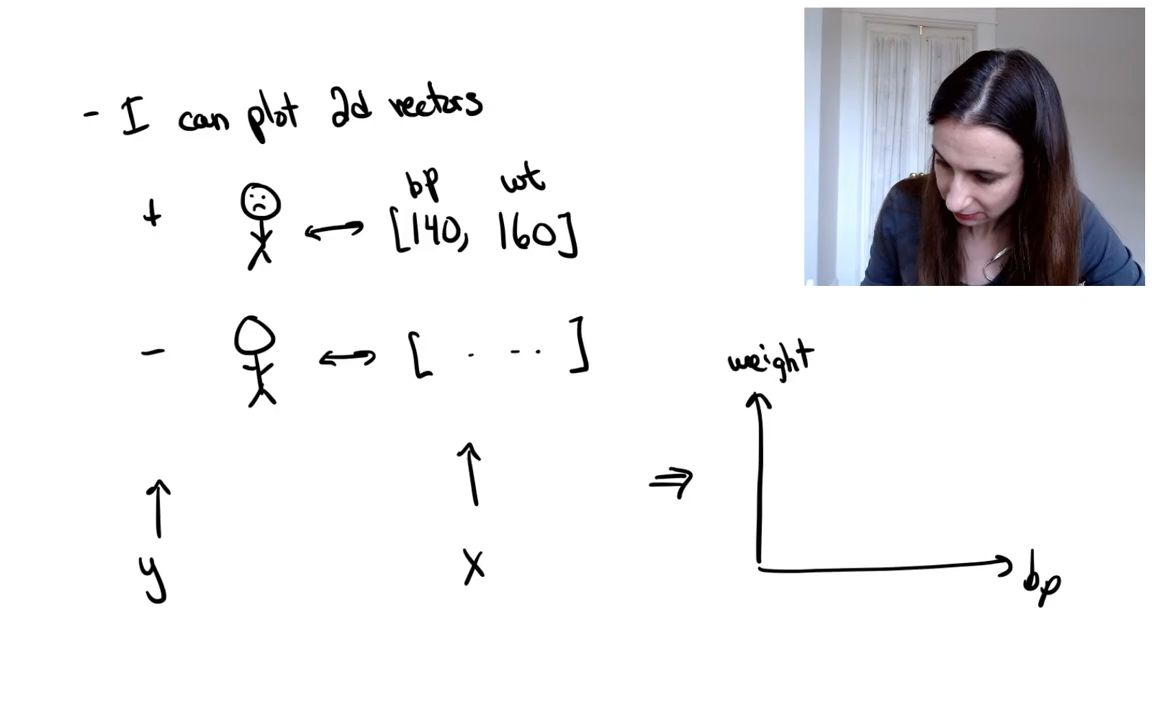 - I can plot 2d vectors
bp wt
+ ↔ [140, 160]
- ↔ [ . - . . ]
weight
⇒
y x
bp